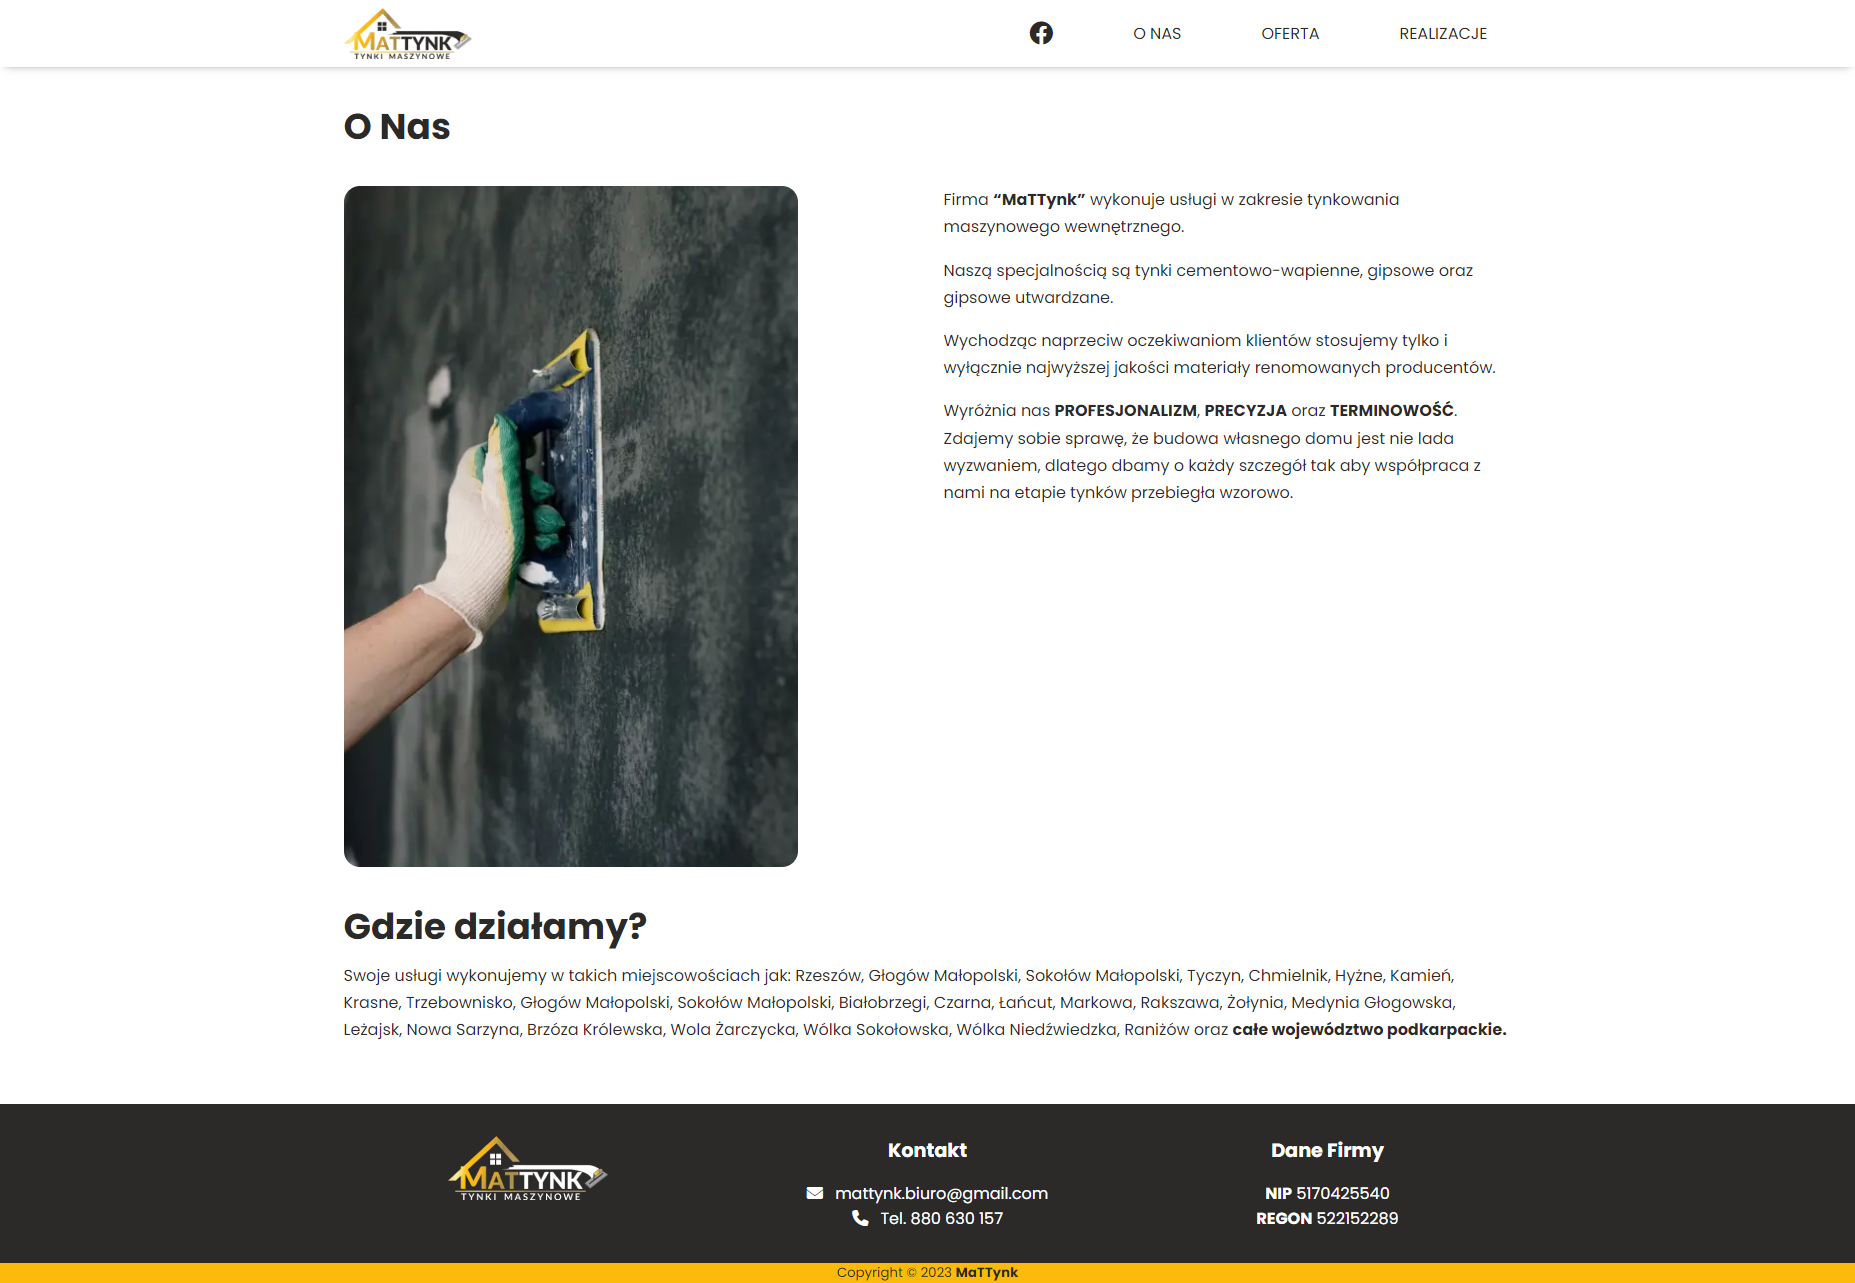 MATTYNK
TYNKI MASZYNOWE
O NAS
OFERTA
REALIZACJE
O Nas
Firma “MaTTynk” wykonuje usługi w zakresie tynkowania
maszynowego wewnętrznego.
Naszą specjalnością są tynki cementowo-wapienne, gipsowe oraz
gipsowe utwardzane.
Wychodząc naprzeciw oczekiwaniom klientów stosujemy tylko i
wyłącznie najwyższej jakości materiały renomowanych producentów.
Wyróżnia nas PROFESJONALIZM, PRECYZJA oraz TERMINOWOŚĆ.
Zdajemy sobie sprawę, że budowa własnego domu jest nie lada
wyzwaniem, dlatego dbamy o każdy szczegół tak aby współpraca z
nami na etapie tynków przebiegła wzorowo.
Gdzie działamy?
Swoje usługi wykonujemy w takich miejscowościach jak: Rzeszów, Głogów Małopolski, Sokołów Małopolski, Tyczyn, Chmielnik, Hyżne, Kamień,
Krasne, Trzebownisko, Głogów Małopolski, Sokołów Małopolski, Białobrzegi, Czarna, Łańcut, Markowa, Rakszawa, Żołynia, Medynia Głogowska,
Leżajsk, Nowa Sarzyna, Brzóza Królewska, Wola Żarczycka, Wólka Sokołowska, Wólka Niedźwiedzka, Raniżów oraz całe województwo podkarpackie.
MATTYNK
TYNKI MASZYNOWE
Kontakt
mattynk.biuro@gmail.com
Tel. 880 630 157
Dane Firmy
NIP 5170425540
REGON 522152289
Copyright © 2023 MaTTynk